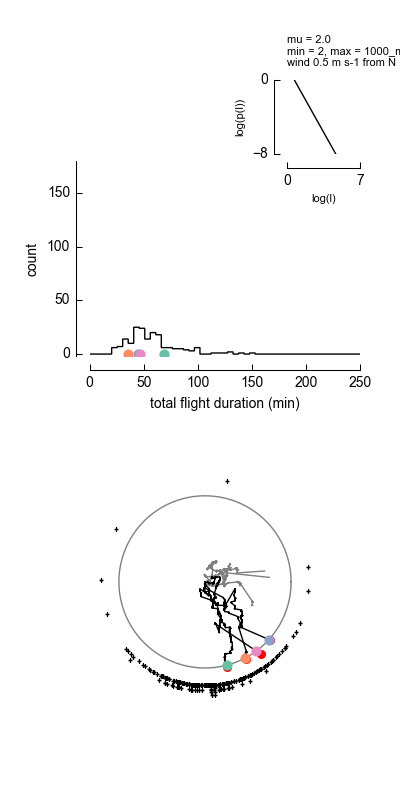 mu = 2.0
min = 2, max = 1000_m
wind 0.5 m s-1 from N
0
−8
log(p(l))
0 7
log(l)
150
100
50
0
count
0 50 100 150 200 250
total flight duration (min)